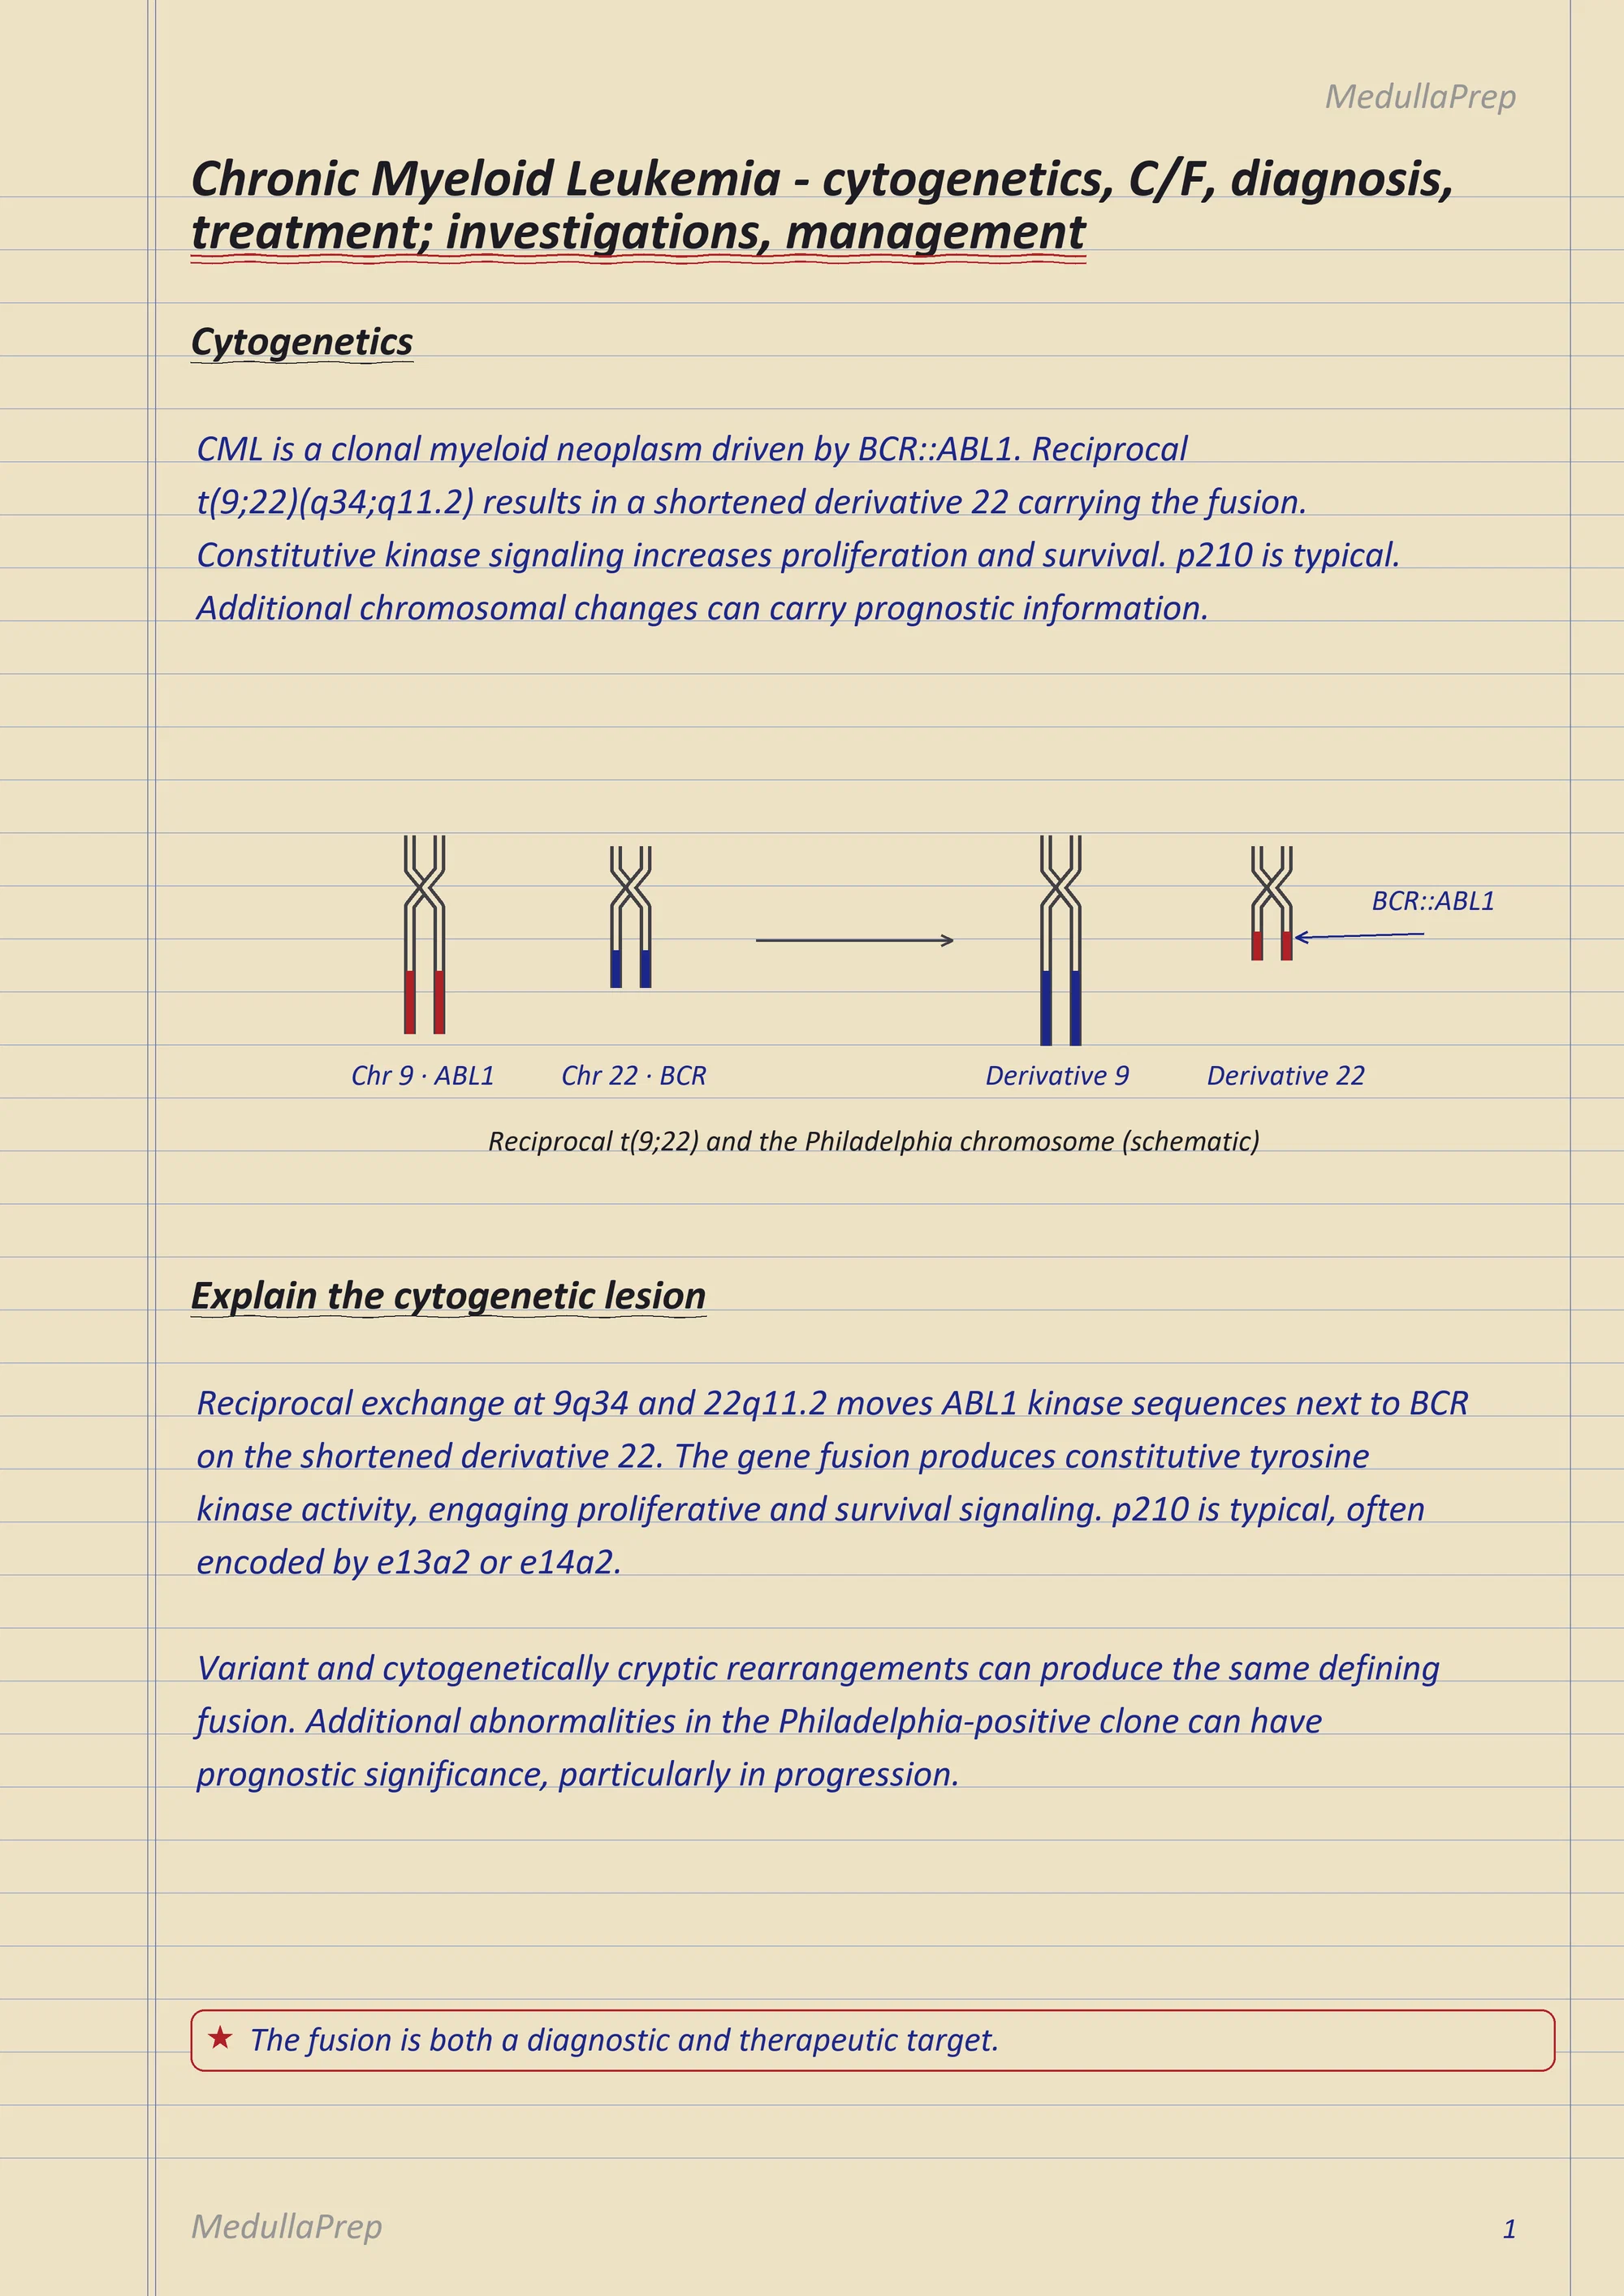 MedullaPrep
Chronic Myeloid Leukemia - cytogenetics, C/F, diagnosis,
treatment; investigations, management
Cytogenetics
CML is a clonal myeloid neoplasm driven by BCR::ABL1. Reciprocal
t(9;22)(q34;q11.2) results in a shortened derivative 22 carrying the fusion.
Constitutive kinase signaling increases proliferation and survival. p210 is typical.
Additional chromosomal changes can carry prognostic information.
BCR::ABL1
Chr 9 · ABL1
Chr 22 · BCR
Derivative 9
Derivative 22
Reciprocal t(9;22) and the Philadelphia chromosome (schematic)
Explain the cytogenetic lesion
Reciprocal exchange at 9q34 and 22q11.2 moves ABL1 kinase sequences next to BCR
on the shortened derivative 22. The gene fusion produces constitutive tyrosine
kinase activity, engaging proliferative and survival signaling. p210 is typical, often
encoded by e13a2 or e14a2.
Variant and cytogenetically cryptic rearrangements can produce the same defining
fusion. Additional abnormalities in the Philadelphia-positive clone can have
prognostic significance, particularly in progression.
★ The fusion is both a diagnostic and therapeutic target.
MedullaPrep
1